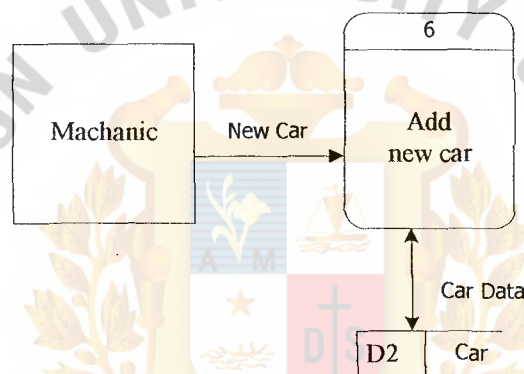 6
Machanic
New Car
Add
new car
Car Data
D2
Car
A M
D S